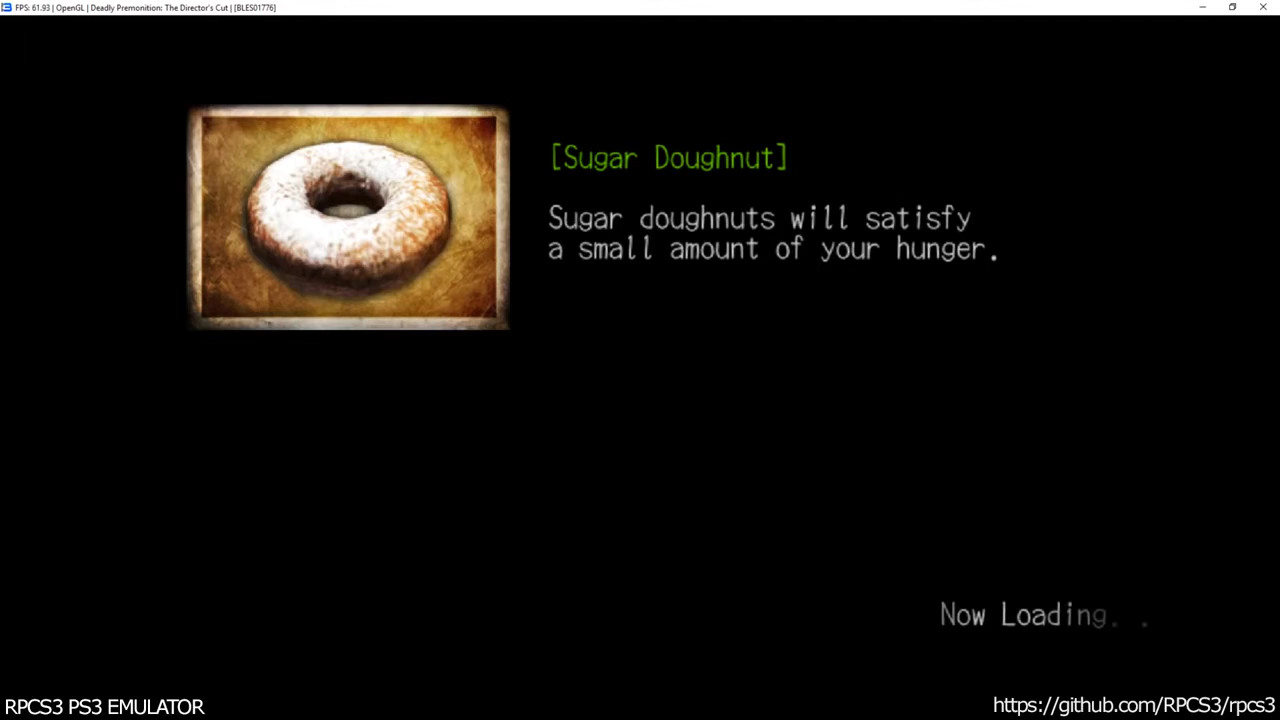 FPS: 61.93 | OpenGL | Deadly Premonition: The Director's Cut | [BLES01776]
[Sugar Doughnut]
Sugar doughnuts will satisfy
a small amount of your hunger.
Now Loading. .
RPCS3 PS3 EMULATOR
https://github.com/RPCS3/rpcs3